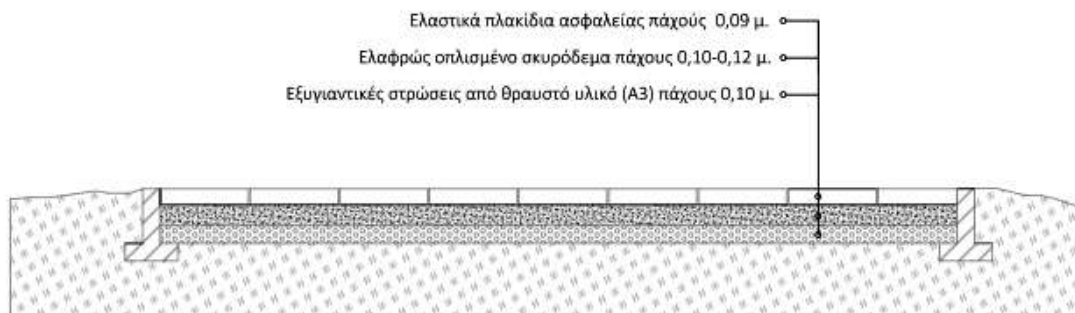 Ελαστικά πλακίδια ασφαλείας πάχούς 0,09 μ.
Ελαφρώς οπλισμένο σκυρόδεμα πάχους 0,10-0,12 μ.
Εξυγιαντικές στρώσεις από θραυστό υλικό (Α3) πάχους 0,10 μ.